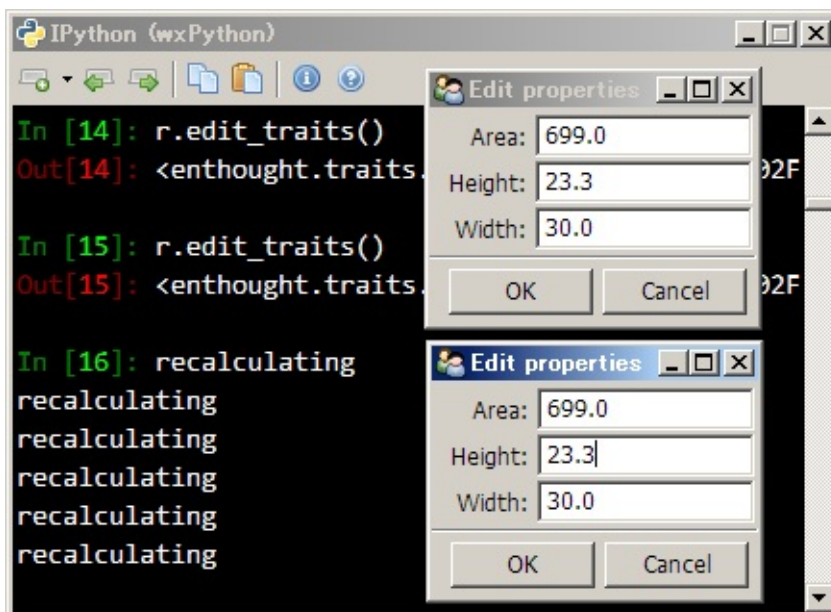 IPython (wxPython)
In [14]: r.edit_traits()
Out[14]: <enthought.traits.
02F
In [15]: r.edit_traits()
Out[15]: <enthought.traits.
02F
In [16]: recalculating
recalculating
recalculating
recalculating
recalculating
recalculating
Edit properties
Area: 699.0
Height: 23.3
Width: 30.0
OK Cancel
Edit properties
Area: 699.0
Height: 23.3
Width: 30.0
OK Cancel